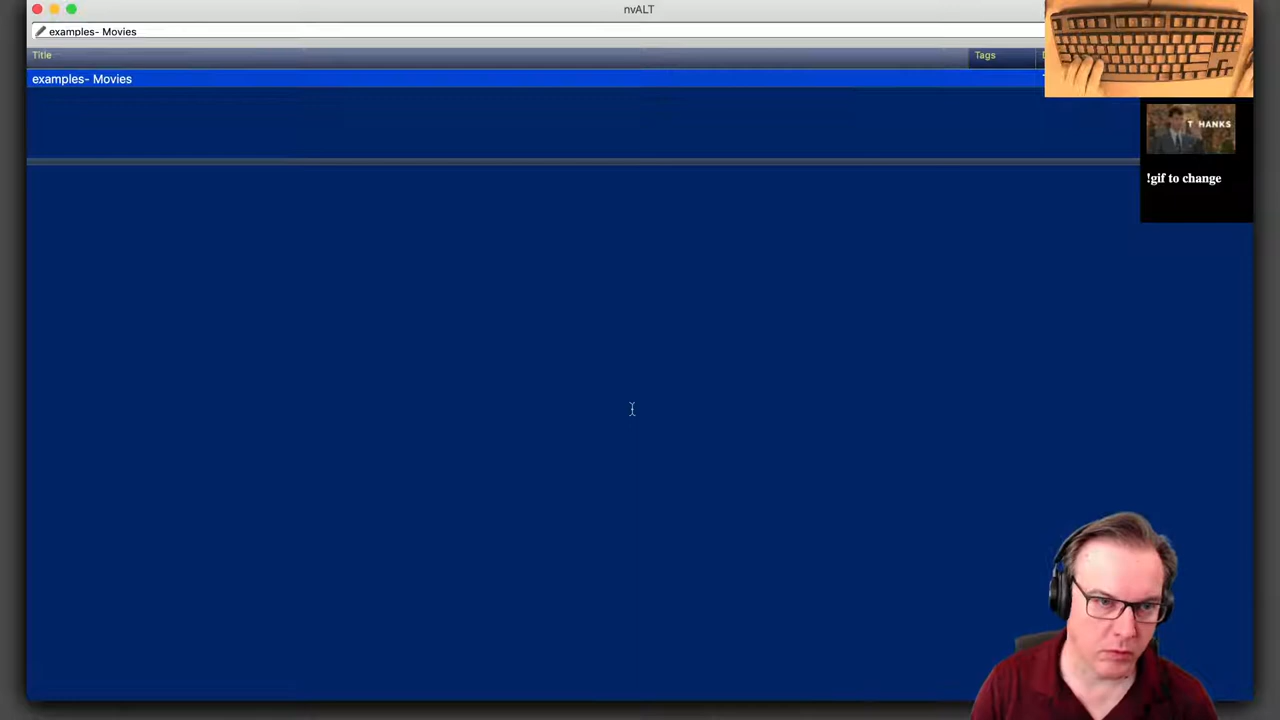 nvALT
examples- Movies
Title
Tags
examples- Movies
T HANKS
!gif to change